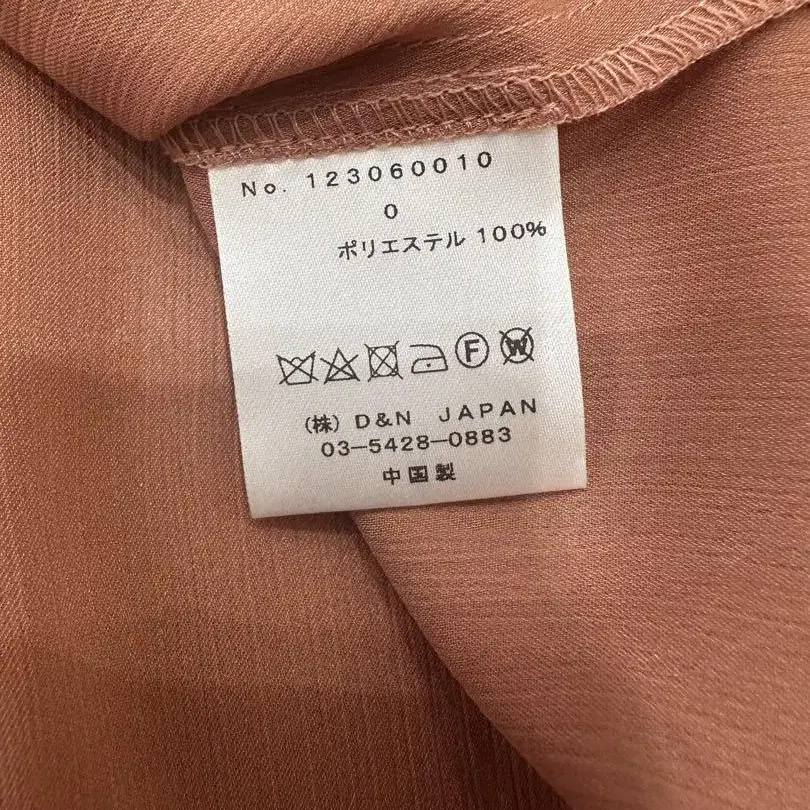 No. 123060010
0
ポリエステル 100%
F W
(株) D&N JAPAN
03-5428-0883
中国製